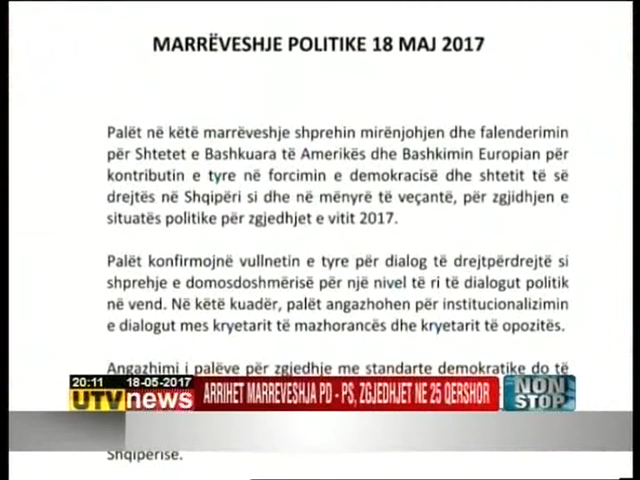 MARRËVESHJE POLITIKE 18 MAJ 2017
Palët në këtë marrëveshje shprehin mirënjohjen dhe falenderimin
për Shtetet e Bashkuara të Amerikës dhe Bashkimin Europian për
kontributin e tyre në forcimin e demokracisë dhe shtetit të së
drejtës në Shqipëri si dhe në mënyrë të veçantë, për zgjidhjen e
situatës politike për zgjedhjet e vitit 2017.
Palët konfirmojnë vullnetin e tyre për dialog të drejtpërdrejtë si
shprehje e domosdoshmërisë për një nivel të ri të dialogut politik
në vend. Në këtë kuadër, palët angazhohen për institucionalizimin
e dialogut mes kryetarit të mazhorancës dhe kryetarit të opozitës.
Angazhimi i palëve për zgjedhje me standarte demokratike do të
20:11 18-05-2017
UTV news
ARRIHET MARREVESHJA PD - PS, ZGJEDHJET NE 25 QERSHOR
NON STOP
Shqipërisë.